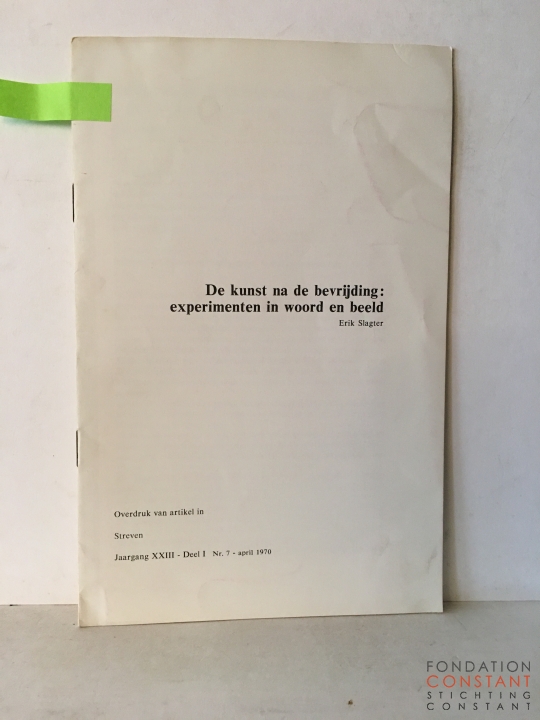 De kunst na de bevrijding:
experimenten in woord en beeld
Erik Slagter
Overdruk van artikel in
Streven
Jaargang XXIII - Deel I Nr. 7 - april 1970
FONDATION
CONSTANT
STICHTING
CONSTANT